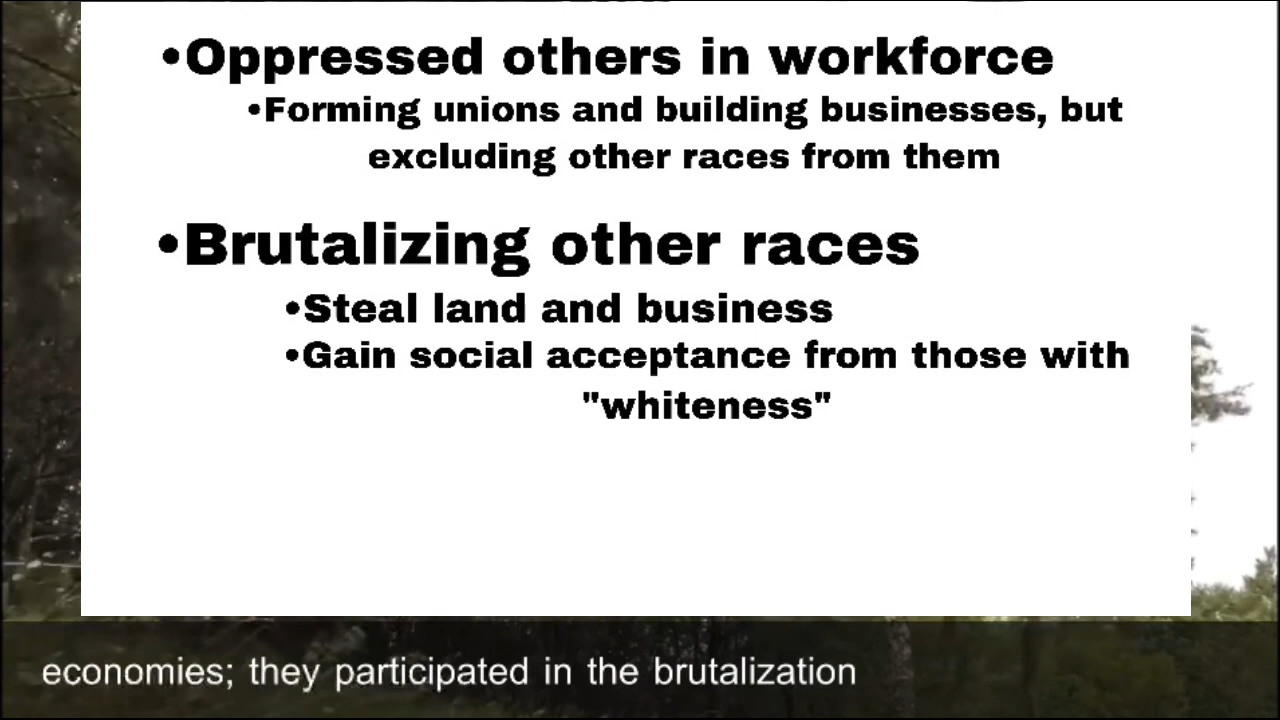 •Oppressed others in workforce
•Forming unions and building businesses, but
excluding other races from them
•Brutalizing other races
•Steal land and business
•Gain social acceptance from those with
"whiteness"
economies; they participated in the brutalization